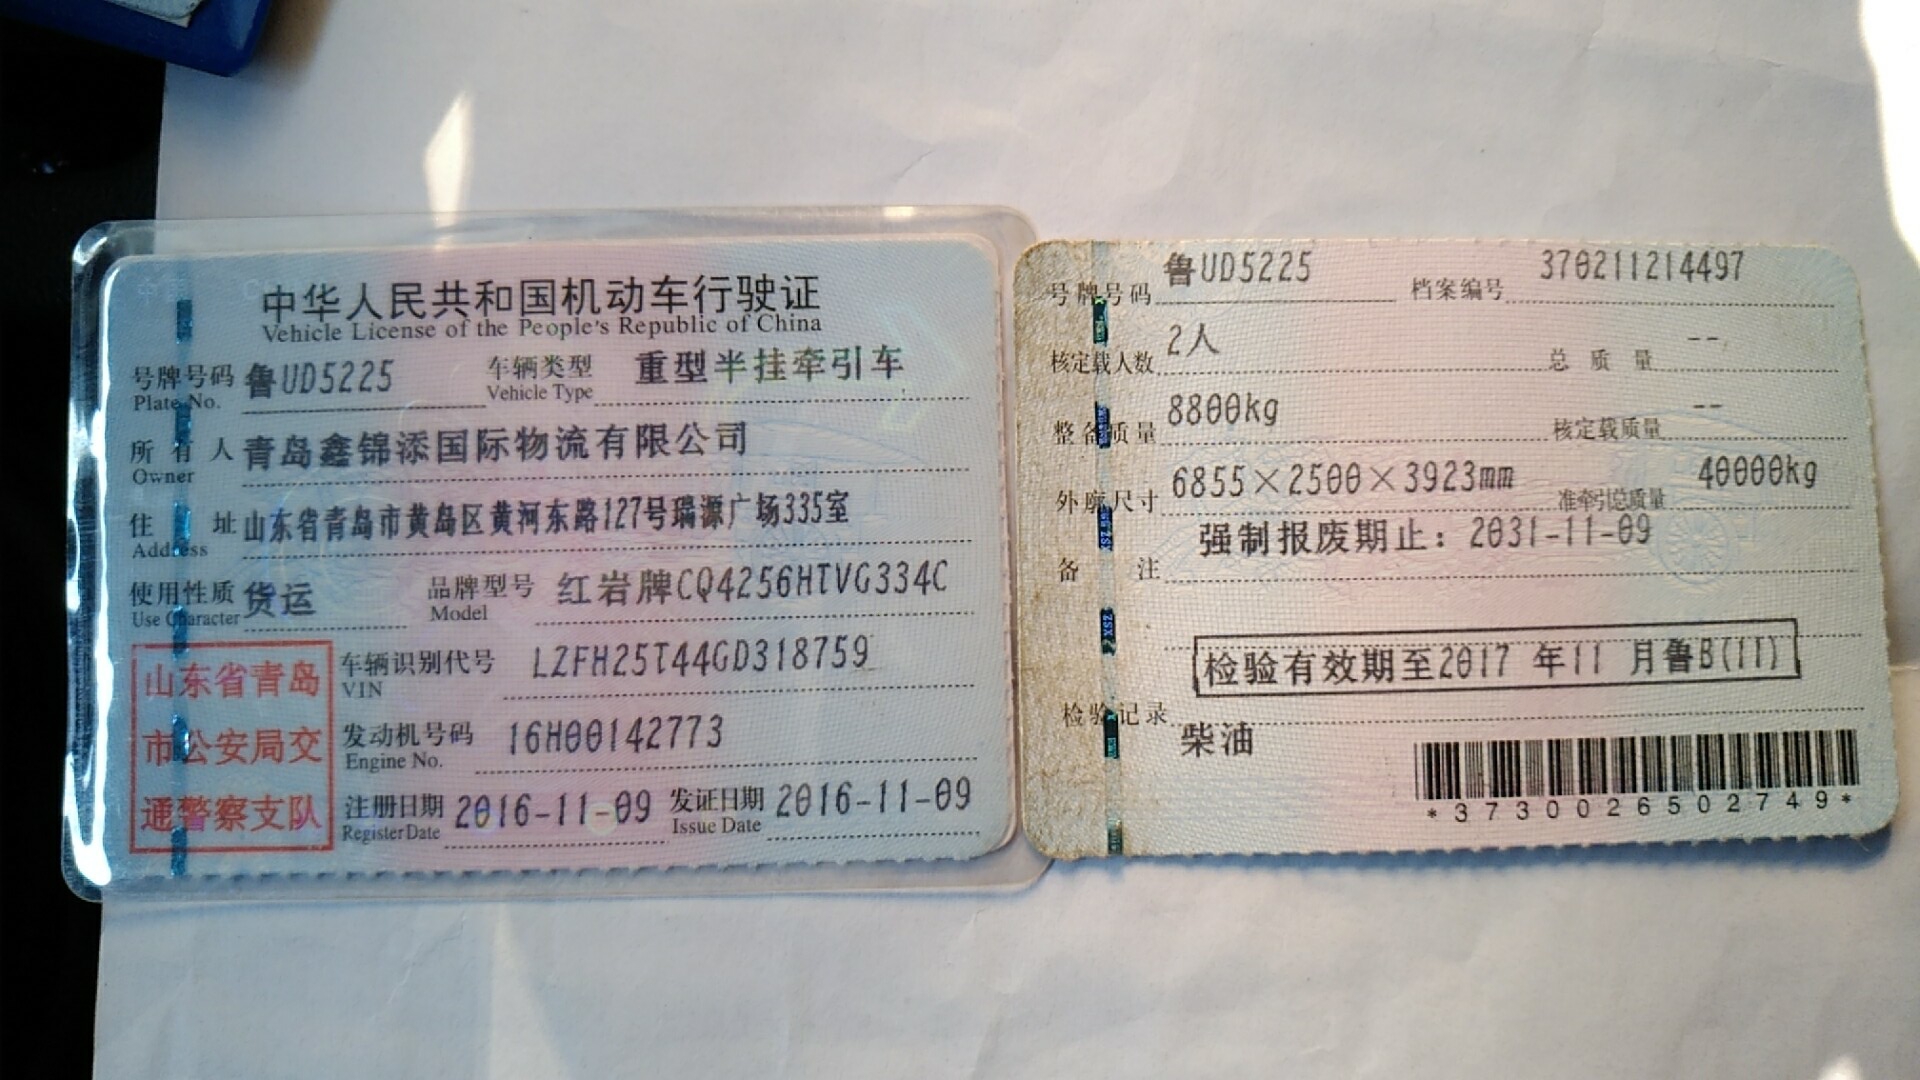 中华人民共和国机动车行驶证
Vehicle License of the People's Republic of China
号牌号码 鲁UD5225 车辆类型 重型半挂牵引车
Plate No. Vehicle Type
所有人 青岛鑫锦添国际物流有限公司
Owner
住址 山东省青岛市黄岛区黄河东路127号瑞源广场335室
Address
使用性质 货运 品牌型号 红岩牌CQ4256HTVG334C
Use Character Model
山东省青岛
市公安局交
通警察支队
车辆识别代号 LZFH25T44GD318759
VIN
发动机号码 16H00142773
Engine No.
注册日期 2016-11-09 发证日期 2016-11-09
Register Date Issue Date
号牌号码 鲁UD5225 档案编号 370211214497
核定载人数 2人 总质量 --
整备质量 8800kg 核定载质量 --
外廓尺寸 6855×2500×3923mm 准牵引总质量 40000kg
备注 强制报废期止：2031-11-09
检验有效期至2017 年11 月鲁B(11)
检验记录
柴油
*3730026502749*